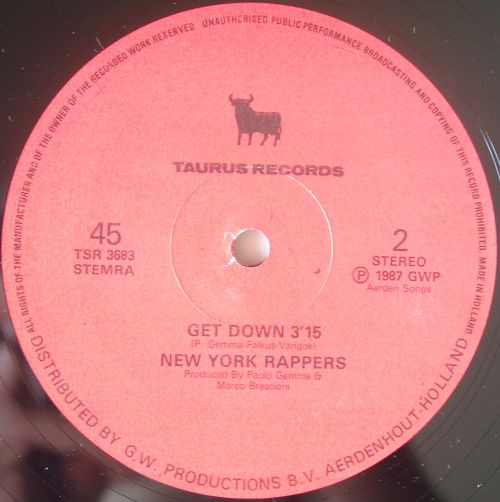 ALL RIGHTS OF THE MANUFACTURER AND OF THE OWNER OF THE RECORDED WORK RESERVED UNAUTHORISED PUBLIC PERFORMANCE BROADCASTING AND COPYING OF THIS RECORD PROHIBITED. MADE IN HOLLAND
TAURUS RECORDS
45
TSR 3683
STEMRA
2
STEREO
Ⓟ 1987 GWP
Aerden Songs
GET DOWN 3'15
(P. Gemma-Falkus-Vangok)
NEW YORK RAPPERS
Produced By Paolo Gemma &
Marco Bresciani
DISTRIBUTED BY G.W. PRODUCTIONS B.V. AERDENHOUT-HOLLAND